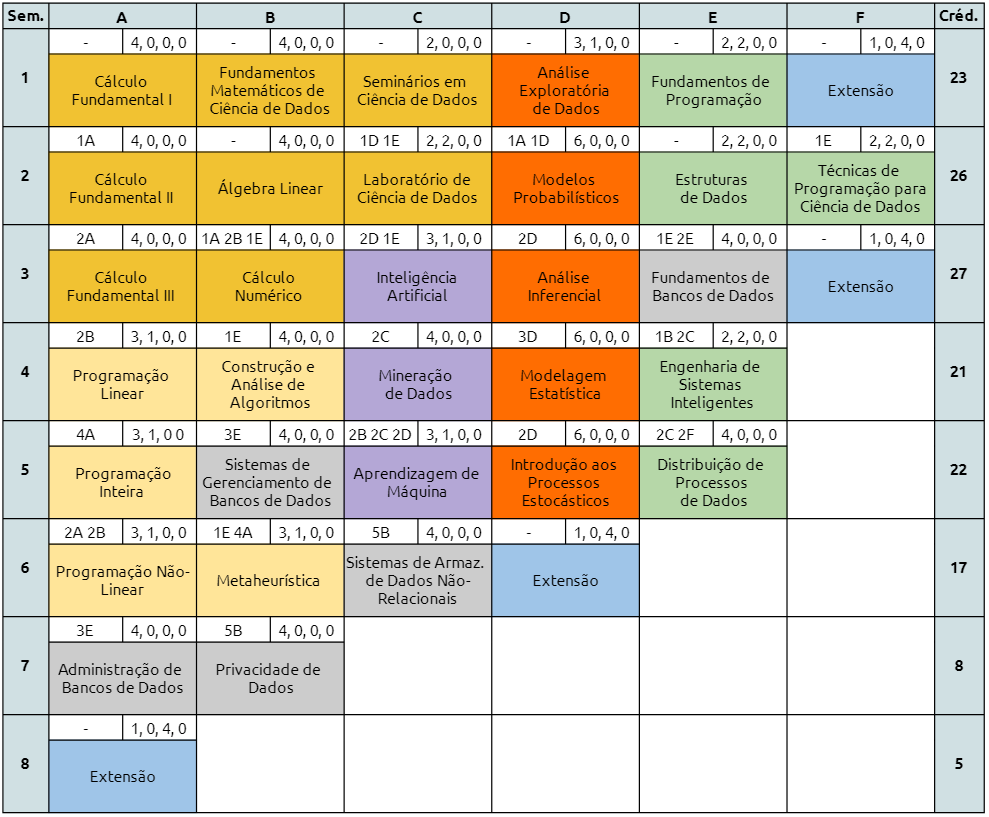 Sem. A B C D E F Créd.
- 4, 0, 0, 0 - 4, 0, 0, 0 - 2, 0, 0, 0 - 3, 1, 0, 0 - 2, 2, 0, 0 - 1, 0, 4, 0
1
Cálculo
Fundamental I
Fundamentos
Matemáticos de
Ciência de Dados
Seminários em
Ciência de Dados
Análise
Exploratória
de Dados
Fundamentos de
Programação
Extensão
23
1A 4, 0, 0, 0 - 4, 0, 0, 0 1D 1E 2, 2, 0, 0 1A 1D 6, 0, 0, 0 - 2, 2, 0, 0 1E 2, 2, 0, 0
2
Cálculo
Fundamental II
Álgebra Linear
Laboratório de
Ciência de Dados
Modelos
Probabilísticos
Estruturas
de Dados
Técnicas de
Programação para
Ciência de Dados
26
2A 4, 0, 0, 0 1A 2B 1E 4, 0, 0, 0 2D 1E 3, 1, 0, 0 2D 6, 0, 0, 0 1E 2E 4, 0, 0, 0 - 1, 0, 4, 0
3
Cálculo
Fundamental III
Cálculo
Numérico
Inteligência
Artificial
Análise
Inferencial
Fundamentos de
Bancos de Dados
Extensão
27
2B 3, 1, 0, 0 1E 4, 0, 0, 0 2C 4, 0, 0, 0 3D 6, 0, 0, 0 1B 2C 2, 2, 0, 0
4
Programação
Linear
Construção e
Análise de
Algoritmos
Mineração
de Dados
Modelagem
Estatística
Engenharia de
Sistemas
Inteligentes
21
4A 3, 1, 0 0 3E 4, 0, 0, 0 2B 2C 2D 3, 1, 0, 0 2D 6, 0, 0, 0 2C 2F 4, 0, 0, 0
5
Programação
Inteira
Sistemas de
Gerenciamento de
Bancos de Dados
Aprendizagem de
Máquina
Introdução aos
Processos
Estocásticos
Distribuição de
Processos
de Dados
22
2A 2B 3, 1, 0, 0 1E 4A 3, 1, 0, 0 5B 4, 0, 0, 0 - 1, 0, 4, 0
6
Programação Não-
Linear
Metaheurística
Sistemas de Armaz.
de Dados Não-
Relacionais
Extensão
17
3E 4, 0, 0, 0 5B 4, 0, 0, 0
7
Administração de
Bancos de Dados
Privacidade de
Dados
8
- 1, 0, 4, 0
8
Extensão
5